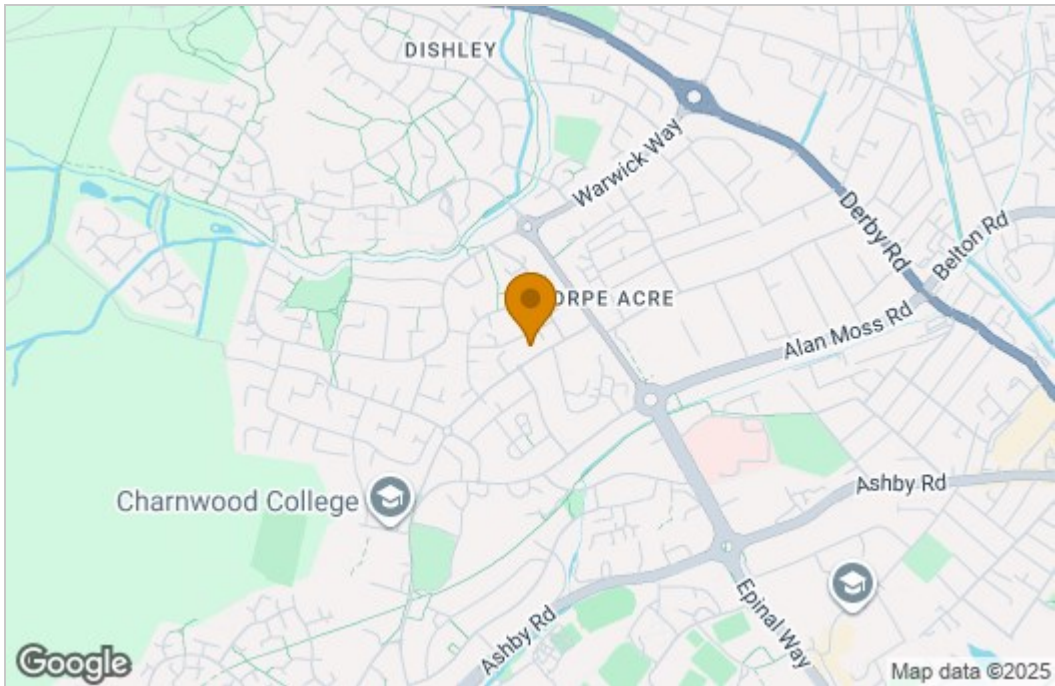 DISHLEY
Warwick Way
Derby Rd
Belton Rd
ORPE ACRE
Alan Moss Rd
Charnwood College
Ashby Rd
Ashby Rd
Epinal Way
Google
Map data ©2025